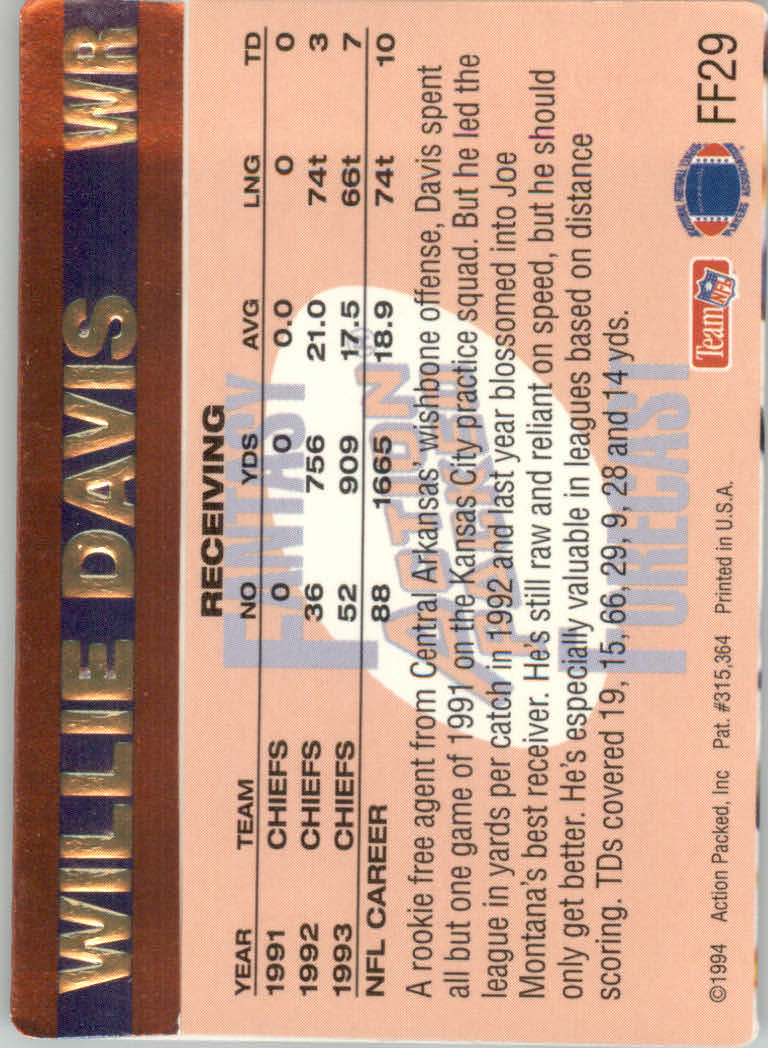 WILLIE DAVIS WR
RECEIVING
YEAR TEAM NO YDS AVG LNG TD
1991 CHIEFS 0 0 0.0 0 0
1992 CHIEFS 36 756 21.0 74t 3
1993 CHIEFS 52 909 17.5 66t 7
NFL CAREER 88 1665 18.9 74t 10
FANTASY
ACTION PACKED
FORECAST
A rookie free agent from Central Arkansas' wishbone offense, Davis spent
all but one game of 1991 on the Kansas City practice squad. But he led the
league in yards per catch in 1992 and last year blossomed into Joe
Montana's best receiver. He's still raw and reliant on speed, but he should
only get better. He's especially valuable in leagues based on distance
scoring. TDs covered 19, 15, 66, 29, 9, 28 and 14 yds.
Team NFL
NATIONAL FOOTBALL LEAGUE
PLAYERS
FF29
©1994 Action Packed, Inc Pat. #315,364 Printed in U.S.A.